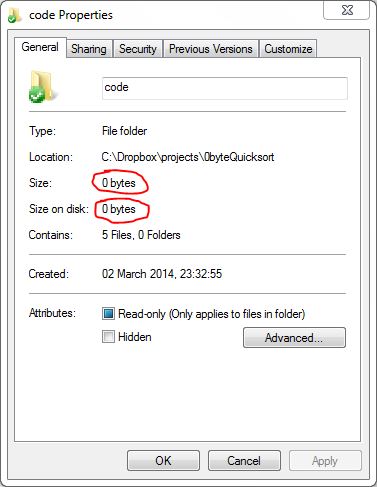 code Properties
General Sharing Security Previous Versions Customize
code
Type: File folder
Location: C:\Dropbox\projects\0byteQuicksort
Size: 0 bytes
Size on disk: 0 bytes
Contains: 5 Files, 0 Folders
Created: 02 March 2014, 23:32:55
Attributes: Read-only (Only applies to files in folder)
Hidden Advanced...
OK Cancel Apply